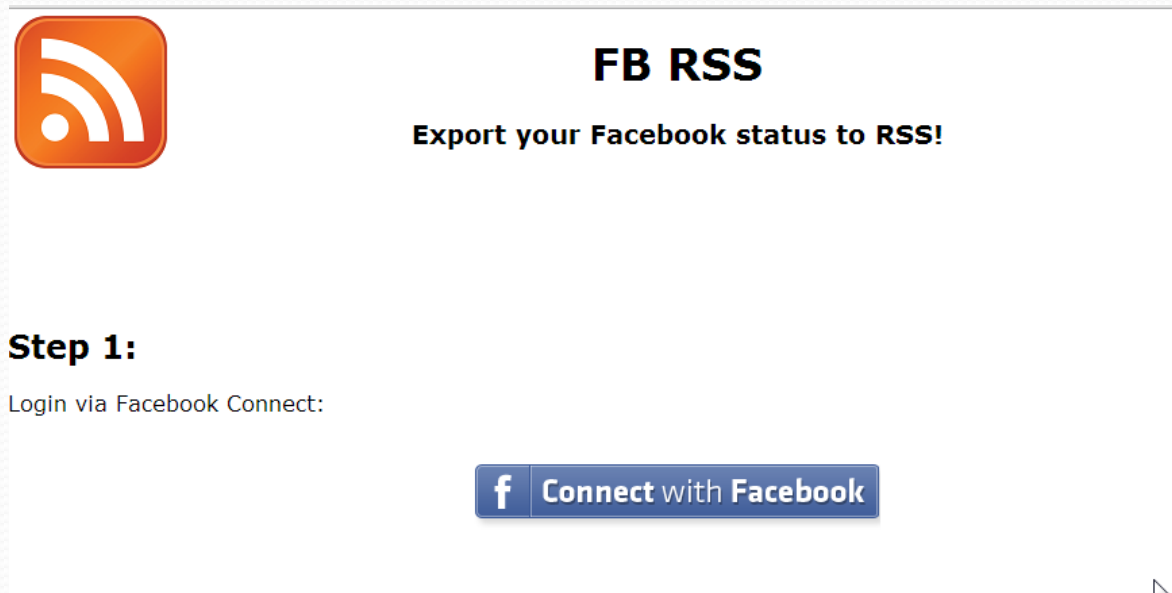 FB RSS
Export your Facebook status to RSS!
Step 1:
Login via Facebook Connect:
f Connect with Facebook